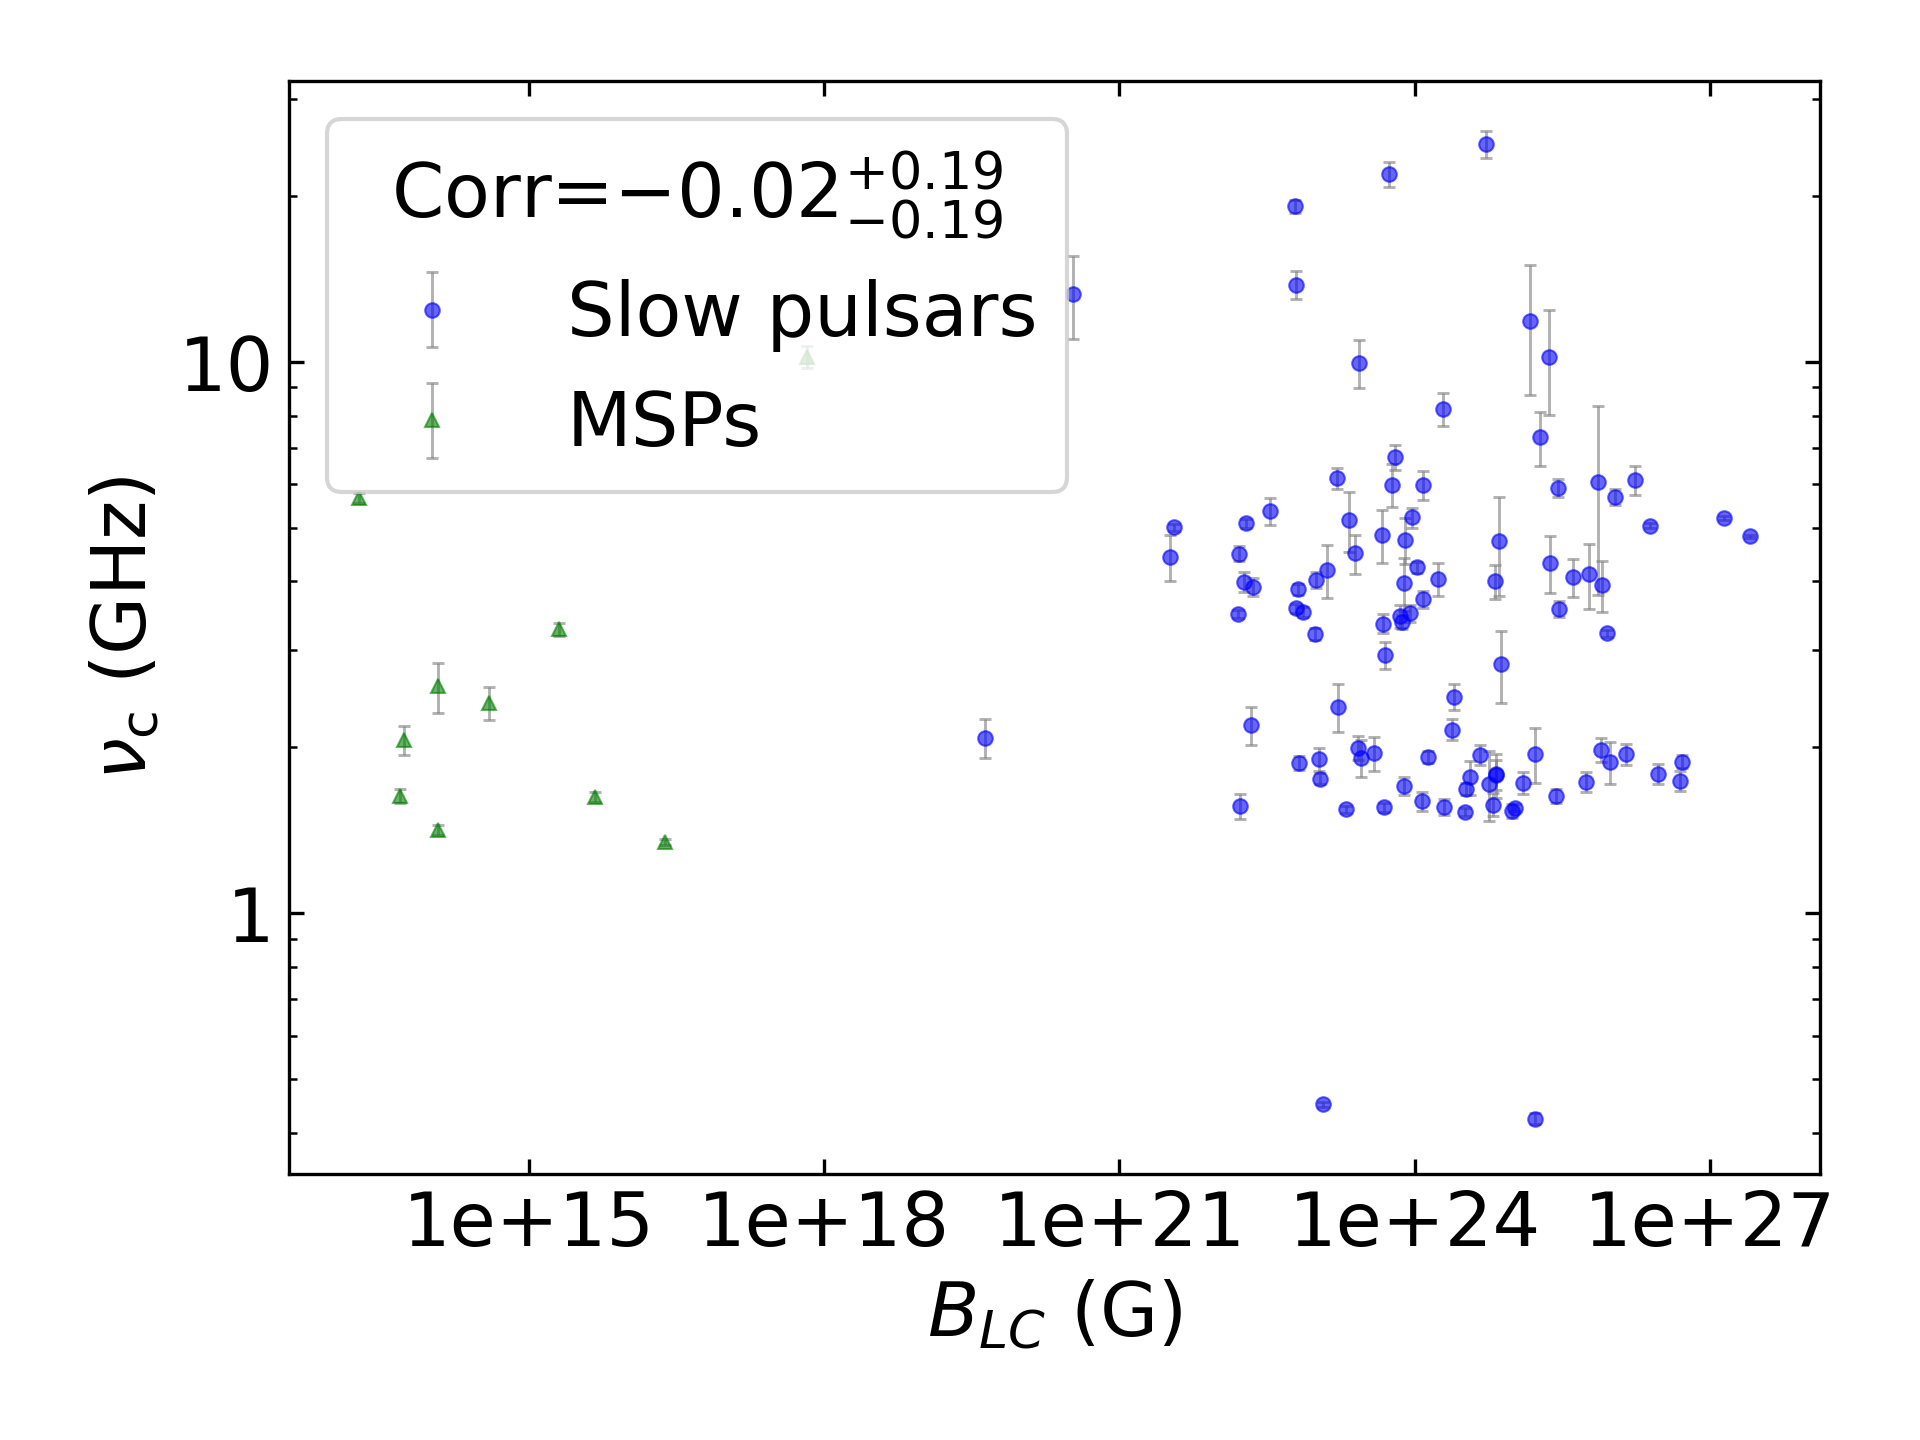 Corr=−0.02+0.19−0.19
Slow pulsars
MSPs
10
1
νc (GHz)
1e+15 1e+18 1e+21 1e+24 1e+27
BLC (G)